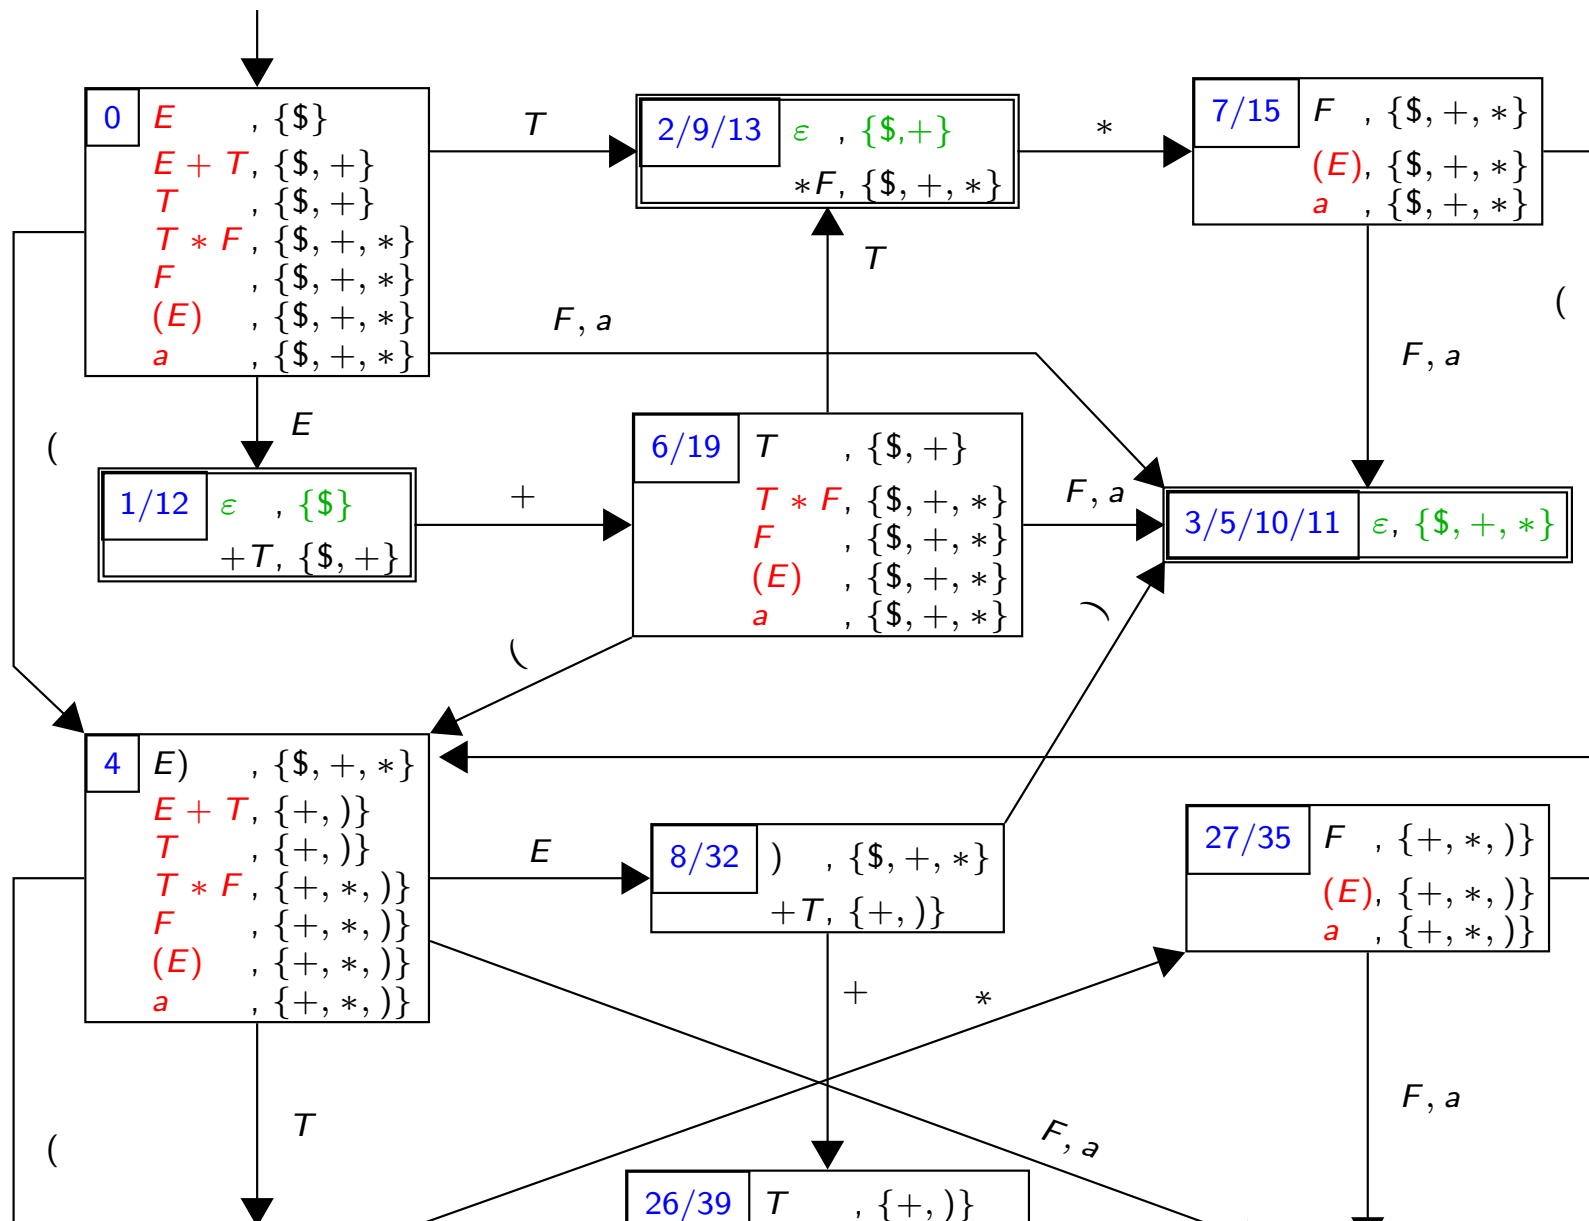 0 E , {$}
E + T, {$, +}
T , {$, +}
T ∗ F , {$, +, ∗}
F , {$, +, ∗}
(E) , {$, +, ∗}
a , {$, +, ∗}
T
2/9/13 ε , {$,+}
∗F, {$, +, ∗}
∗
7/15 F , {$, +, ∗}
(E), {$, +, ∗}
a , {$, +, ∗}
(
T
F, a
F, a
(
E
1/12 ε , {$}
+T, {$, +}
+
6/19 T , {$, +}
T ∗ F, {$, +, ∗}
F , {$, +, ∗}
(E) , {$, +, ∗}
a , {$, +, ∗}
F, a
3/5/10/11 ε, {$, +, ∗}
(
)
4 E) , {$, +, ∗}
E + T, {+, )}
T , {+, )}
T ∗ F , {+, ∗, )}
F , {+, ∗, )}
(E) , {+, ∗, )}
a , {+, ∗, )}
E
8/32 ) , {$, +, ∗}
+T, {+, )}
27/35 F , {+, ∗, )}
(E), {+, ∗, )}
a , {+, ∗, )}
+
∗
F, a
T
(
F, a
26/39 T , {+, )}